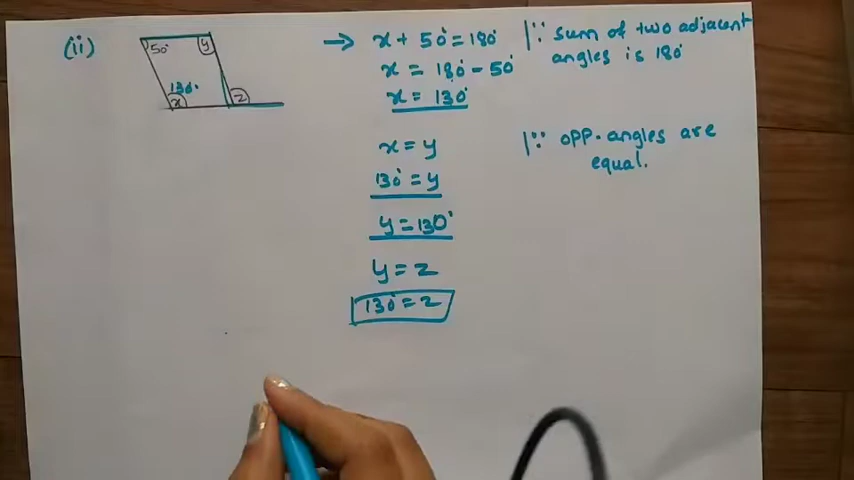 (ii)
50°
y
130°
x
z
→ x + 50° = 180° |∵ sum of two adjacent
angles is 180°
x = 180° - 50°
x = 130°
x = y |∵ opp. angles are
equal.
130° = y
y = 130°
y = z
130° = z